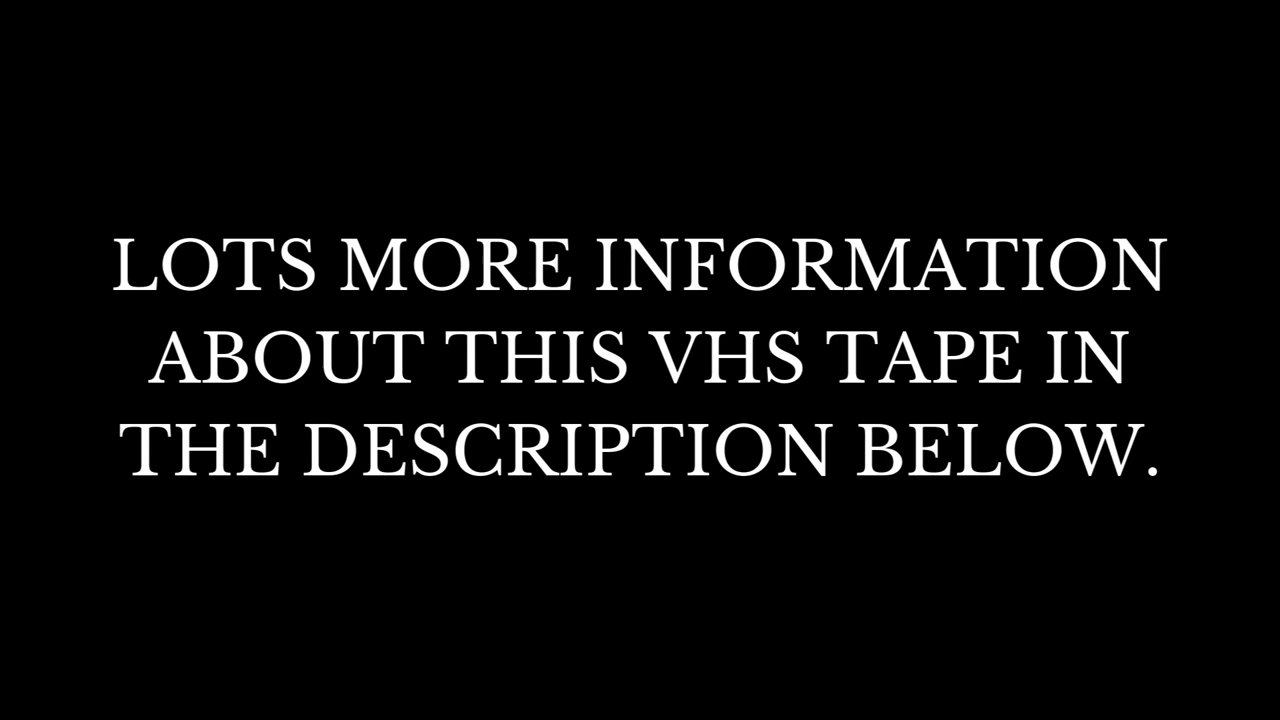 LOTS MORE INFORMATION
ABOUT THIS VHS TAPE IN
THE DESCRIPTION BELOW.